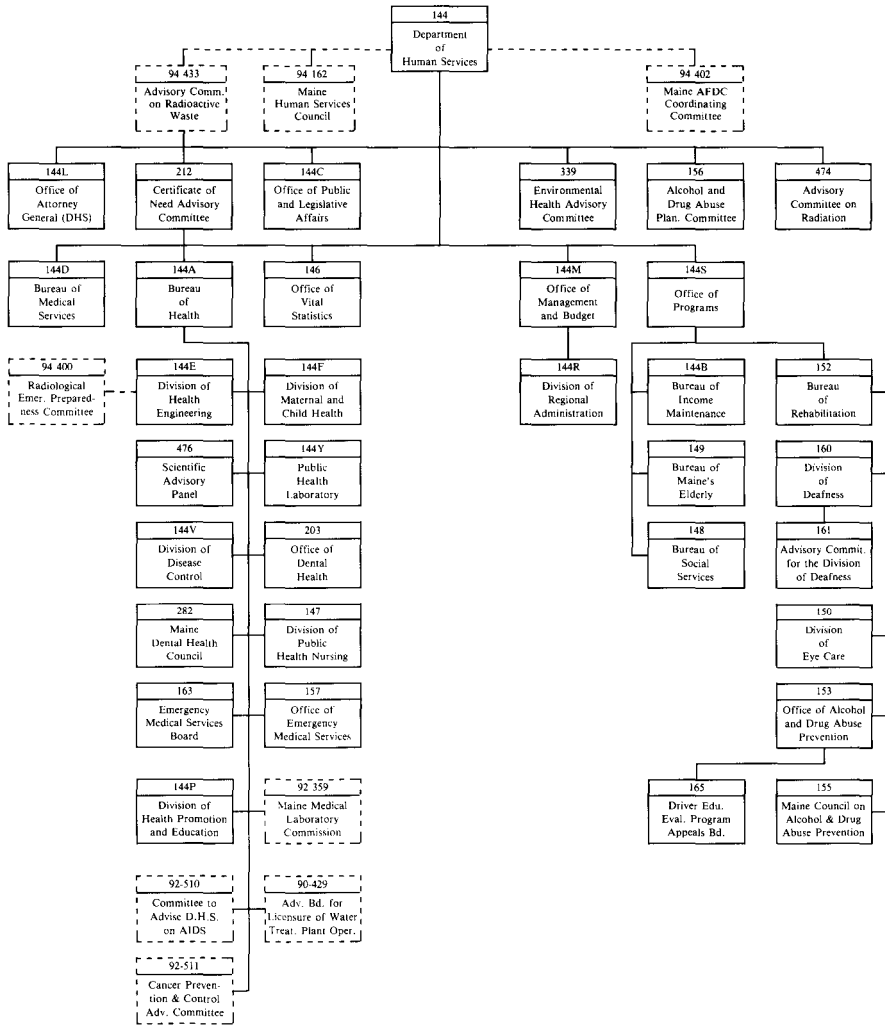 144
Department
of
Human Services
94 433
Advisory Comm.
on Radioactive
Waste
94 162
Maine
Human Services
Council
94 402
Maine AFDC
Coordinating
Committee
144L
Office of
Attorney
General (DHS)
212
Certificate of
Need Advisory
Committee
144C
Office of Public
and Legislative
Affairs
339
Environmental
Health Advisory
Committee
156
Alcohol and
Drug Abuse
Plan. Committee
474
Advisory
Committee on
Radiation
144D
Bureau of
Medical
Services
144A
Bureau
of
Health
146
Office of
Vital
Statistics
144M
Office of
Management
and Budget
144S
Office of
Programs
94 400
Radiological
Emer. Prepared-
ness Committee
144E
Division of
Health
Engineering
144F
Division of
Maternal and
Child Health
144R
Division of
Regional
Administration
144B
Bureau of
Income
Maintenance
152
Bureau
of
Rehabilitation
476
Scientific
Advisory
Panel
144Y
Public
Health
Laboratory
149
Bureau of
Maine's
Elderly
160
Division
of
Deafness
144V
Division of
Disease
Control
203
Office of
Dental
Health
148
Bureau of
Social
Services
161
Advisory Commit.
for the Division
of Deafness
282
Maine
Dental Health
Council
147
Division of
Public
Health Nursing
150
Division
of
Eye Care
163
Emergency
Medical Services
Board
157
Office of
Emergency
Medical Services
153
Office of Alcohol
and Drug Abuse
Prevention
144P
Division of
Health Promotion
and Education
92 359
Maine Medical
Laboratory
Commission
165
Driver Edu.
Eval. Program
Appeals Bd.
155
Maine Council on
Alcohol & Drug
Abuse Prevention
92-510
Committee to
Advise D.H.S.
on AIDS
90-429
Adv. Bd. for
Licensure of Water
Treat. Plant Oper.
92-511
Cancer Preven-
tion & Control
Adv. Committee